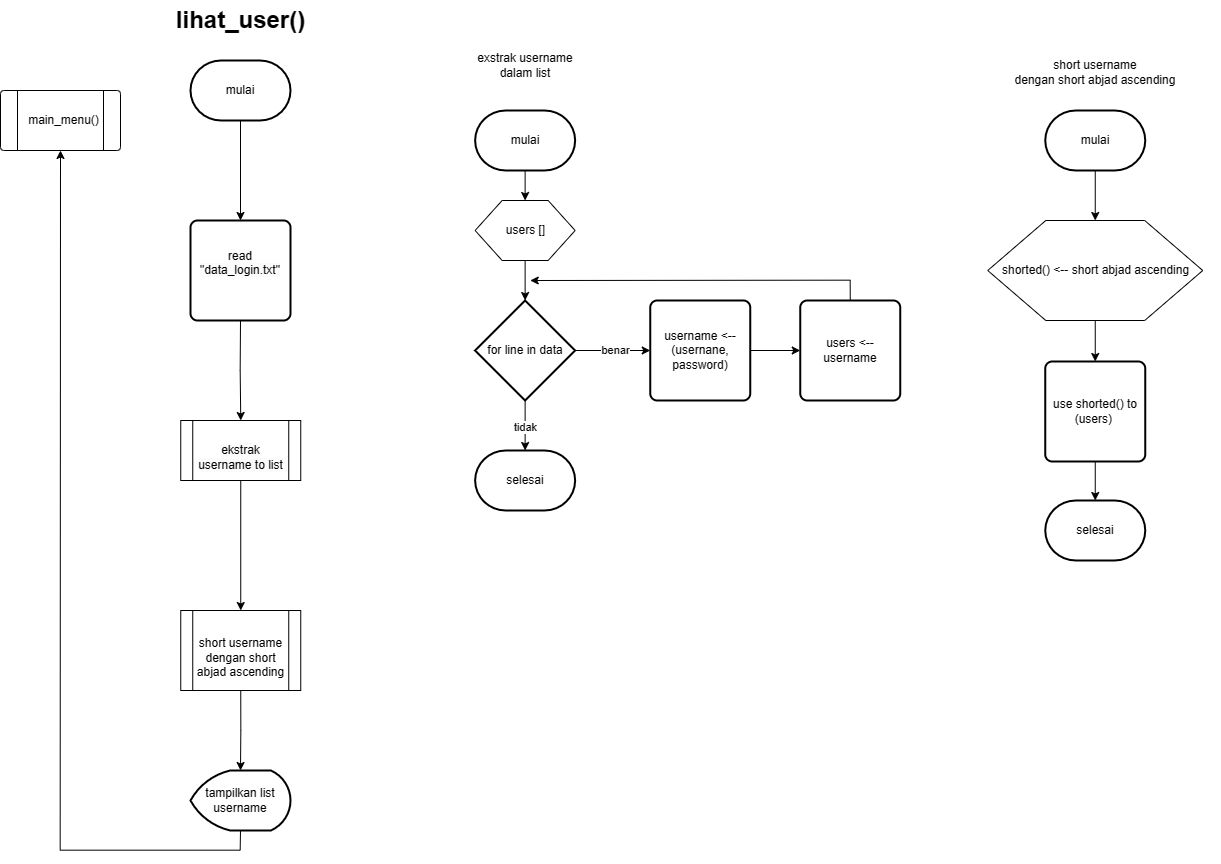 lihat_user()
mulai
main_menu()
read
"data_login.txt"
ekstrak
username to list
short username
dengan short
abjad ascending
tampilkan list
username
exstrak username
dalam list
mulai
users []
for line in data
benar
username <--
(usernane,
password)
users <--
username
tidak
selesai
short username
dengan short abjad ascending
mulai
shorted() <-- short abjad ascending
use shorted() to
(users)
selesai